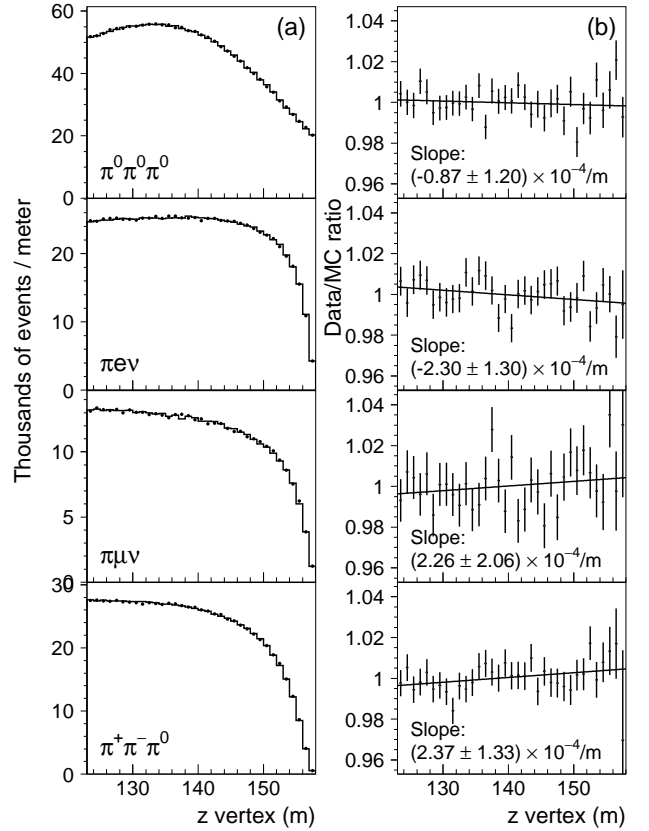 (a)
(b)
Thousands of events / meter
Data/MC ratio
60
40
20
0
π⁰π⁰π⁰
1.04
1.02
1
0.98
0.96
Slope:
(-0.87 ± 1.20) × 10⁻⁴/m
20
10
0
πeν
1.04
1.02
1
0.98
0.96
Slope:
(-2.30 ± 1.30) × 10⁻⁴/m
10
5
0
πμν
1.04
1.02
1
0.98
0.96
Slope:
(2.26 ± 2.06) × 10⁻⁴/m
30
20
10
0
π⁺π⁻π⁰
1.04
1.02
1
0.98
0.96
Slope:
(2.37 ± 1.33) × 10⁻⁴/m
130 140 150
z vertex (m)
130 140 150
z vertex (m)